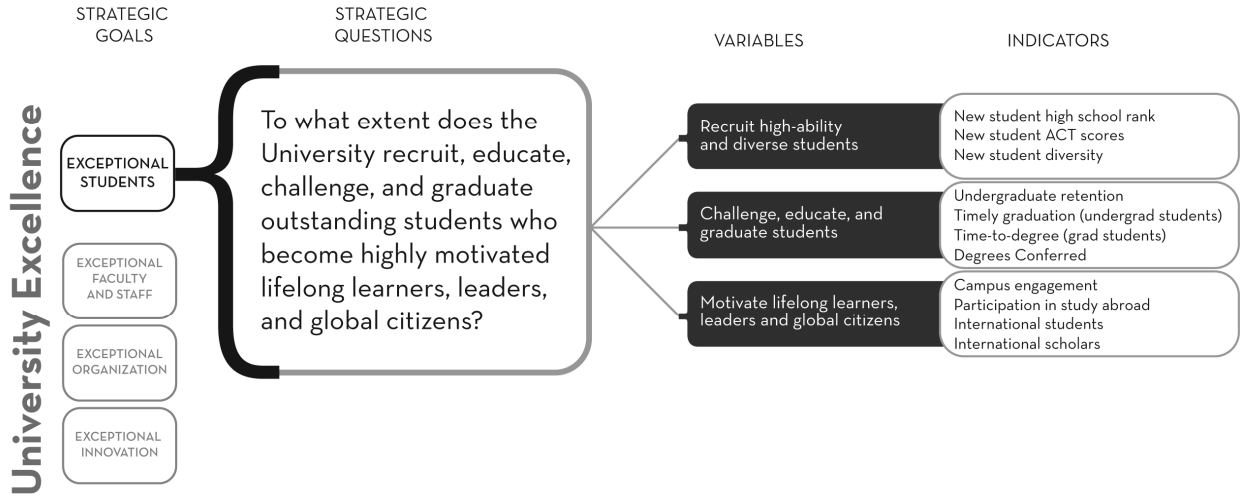 STRATEGIC
GOALS
STRATEGIC
QUESTIONS
VARIABLES
INDICATORS
University Excellence
EXCEPTIONAL
STUDENTS
EXCEPTIONAL
FACULTY
AND STAFF
EXCEPTIONAL
ORGANIZATION
EXCEPTIONAL
INNOVATION
To what extent does the
University recruit, educate,
challenge, and graduate
outstanding students who
become highly motivated
lifelong learners, leaders,
and global citizens?
Recruit high-ability
and diverse students
New student high school rank
New student ACT scores
New student diversity
Challenge, educate, and
graduate students
Undergraduate retention
Timely graduation (undergrad students)
Time-to-degree (grad students)
Degrees Conferred
Motivate lifelong learners,
leaders and global citizens
Campus engagement
Participation in study abroad
International students
International scholars